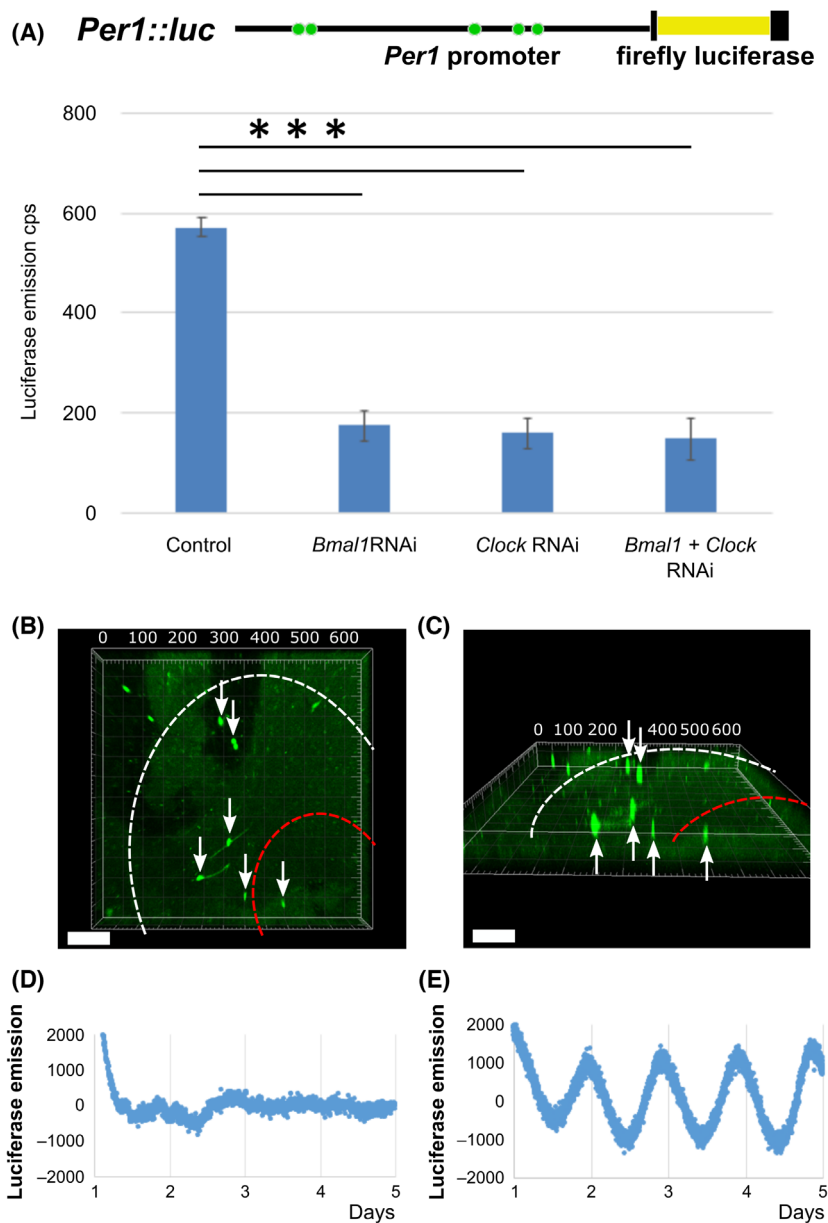 (A) Per1::luc
Per1 promoter firefly luciferase
Luciferase emission cps
800
600
400
200
0
* * *
Control Bmal1RNAi Clock RNAi Bmal1 + Clock
RNAi
(B)
0 100 200 300 400 600
(C)
0 100 200 400 500 600
(D)
Luciferase emission
2000
1000
0
–1000
–2000
1 2 3 4 5
Days
(E)
Luciferase emission
2000
1000
0
–1000
–2000
1 2 3 4 5
Days